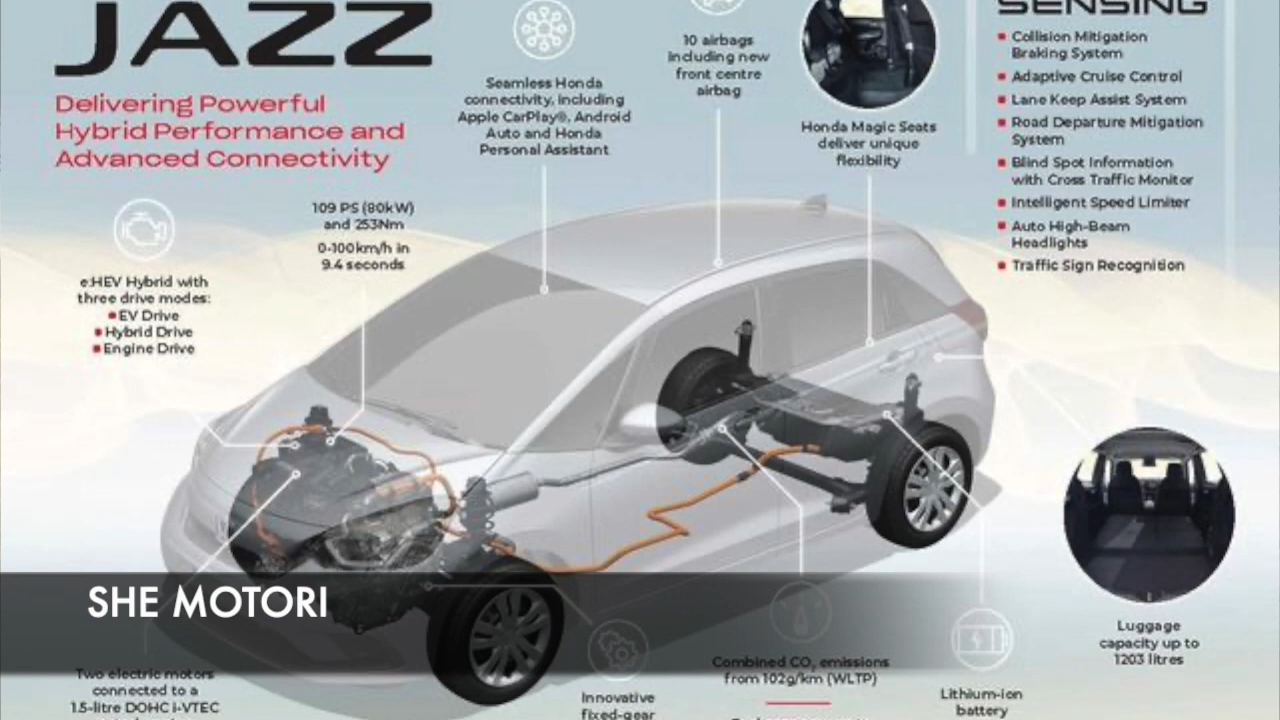 JAZZ
Delivering Powerful
Hybrid Performance and
Advanced Connectivity
Seamless Honda
connectivity, including
Apple CarPlay®, Android
Auto and Honda
Personal Assistant
10 airbags
including new
front centre
airbag
Honda Magic Seats
deliver unique
flexibility
SENSING
Collision Mitigation
Braking System
Adaptive Cruise Control
Lane Keep Assist System
Road Departure Mitigation
System
Blind Spot Information
with Cross Traffic Monitor
Intelligent Speed Limiter
Auto High-Beam
Headlights
Traffic Sign Recognition
109 PS (80kW)
and 253Nm
0-100km/h in
9.4 seconds
e:HEV Hybrid with
three drive modes:
EV Drive
Hybrid Drive
Engine Drive
SHE MOTORI
Luggage
capacity up to
1203 litres
Two electric motors
connected to a
1.5-litre DOHC i-VTEC
Innovative
fixed-gear
Combined CO2 emissions
from 102g/km (WLTP)
Lithium-ion
battery